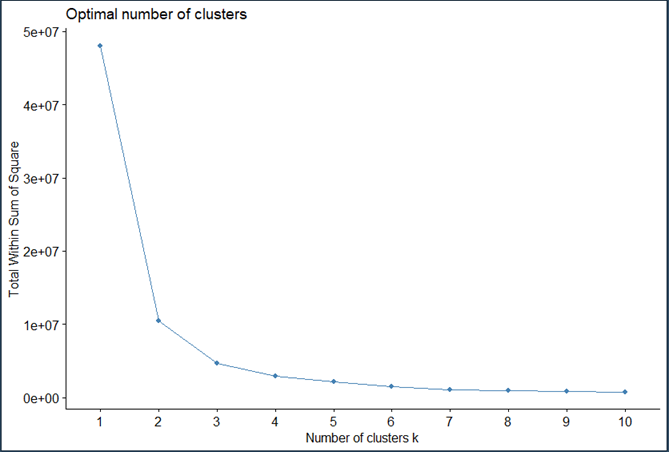 Optimal number of clusters
5e+07
4e+07
3e+07
2e+07
1e+07
0e+00
Total Within Sum of Square
1 2 3 4 5 6 7 8 9 10
Number of clusters k